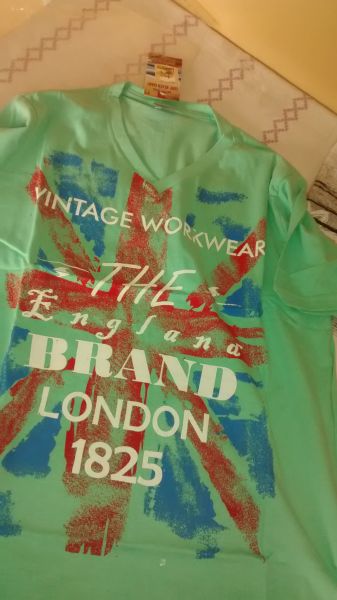 VINTAGE WORKWEAR
THE
England
BRAND
LONDON
1825